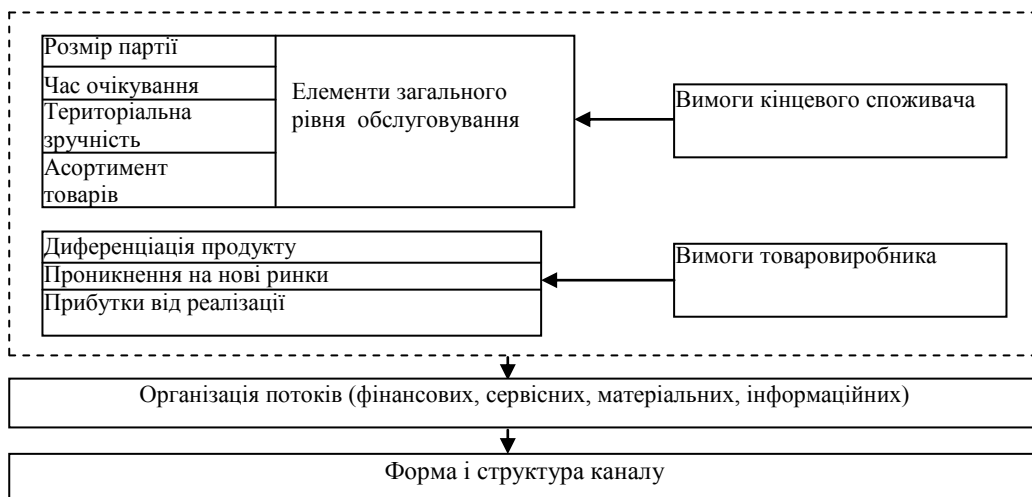 Розмір партії
Час очікування
Територіальна
зручність
Асортимент
товарів
Елементи загального
рівня обслуговування
Вимоги кінцевого споживача
Диференціація продукту
Проникнення на нові ринки
Прибутки від реалізації
Вимоги товаровиробника
Організація потоків (фінансових, сервісних, матеріальних, інформаційних)
Форма і структура каналу